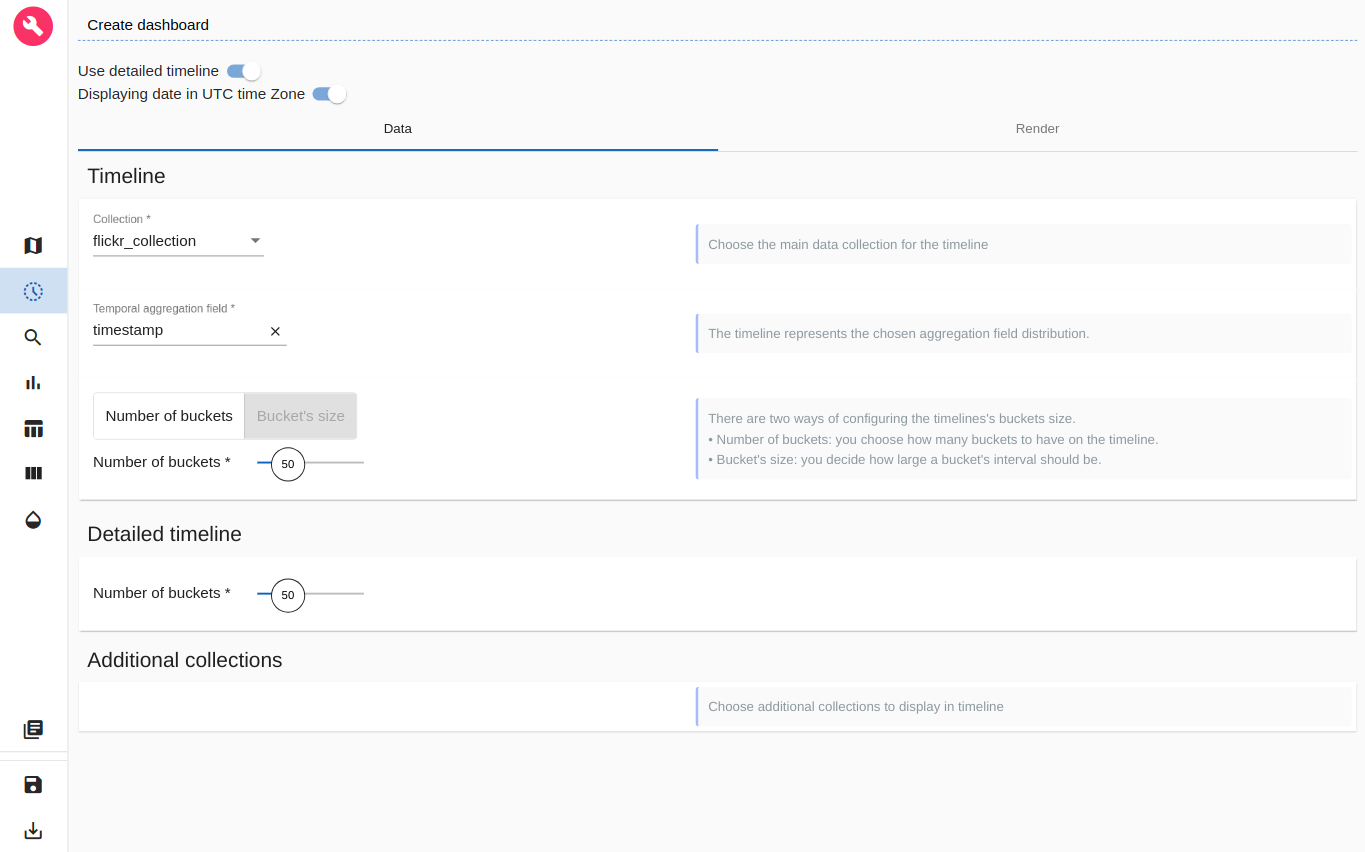 Create dashboard
Use detailed timeline
Displaying date in UTC time Zone
Data
Render
Timeline
Collection *
flickr_collection
Choose the main data collection for the timeline
Temporal aggregation field *
timestamp
The timeline represents the chosen aggregation field distribution.
Number of buckets
Bucket's size
There are two ways of configuring the timelines's buckets size.
• Number of buckets: you choose how many buckets to have on the timeline.
• Bucket's size: you decide how large a bucket's interval should be.
Number of buckets *
50
Detailed timeline
Number of buckets *
50
Additional collections
Choose additional collections to display in timeline